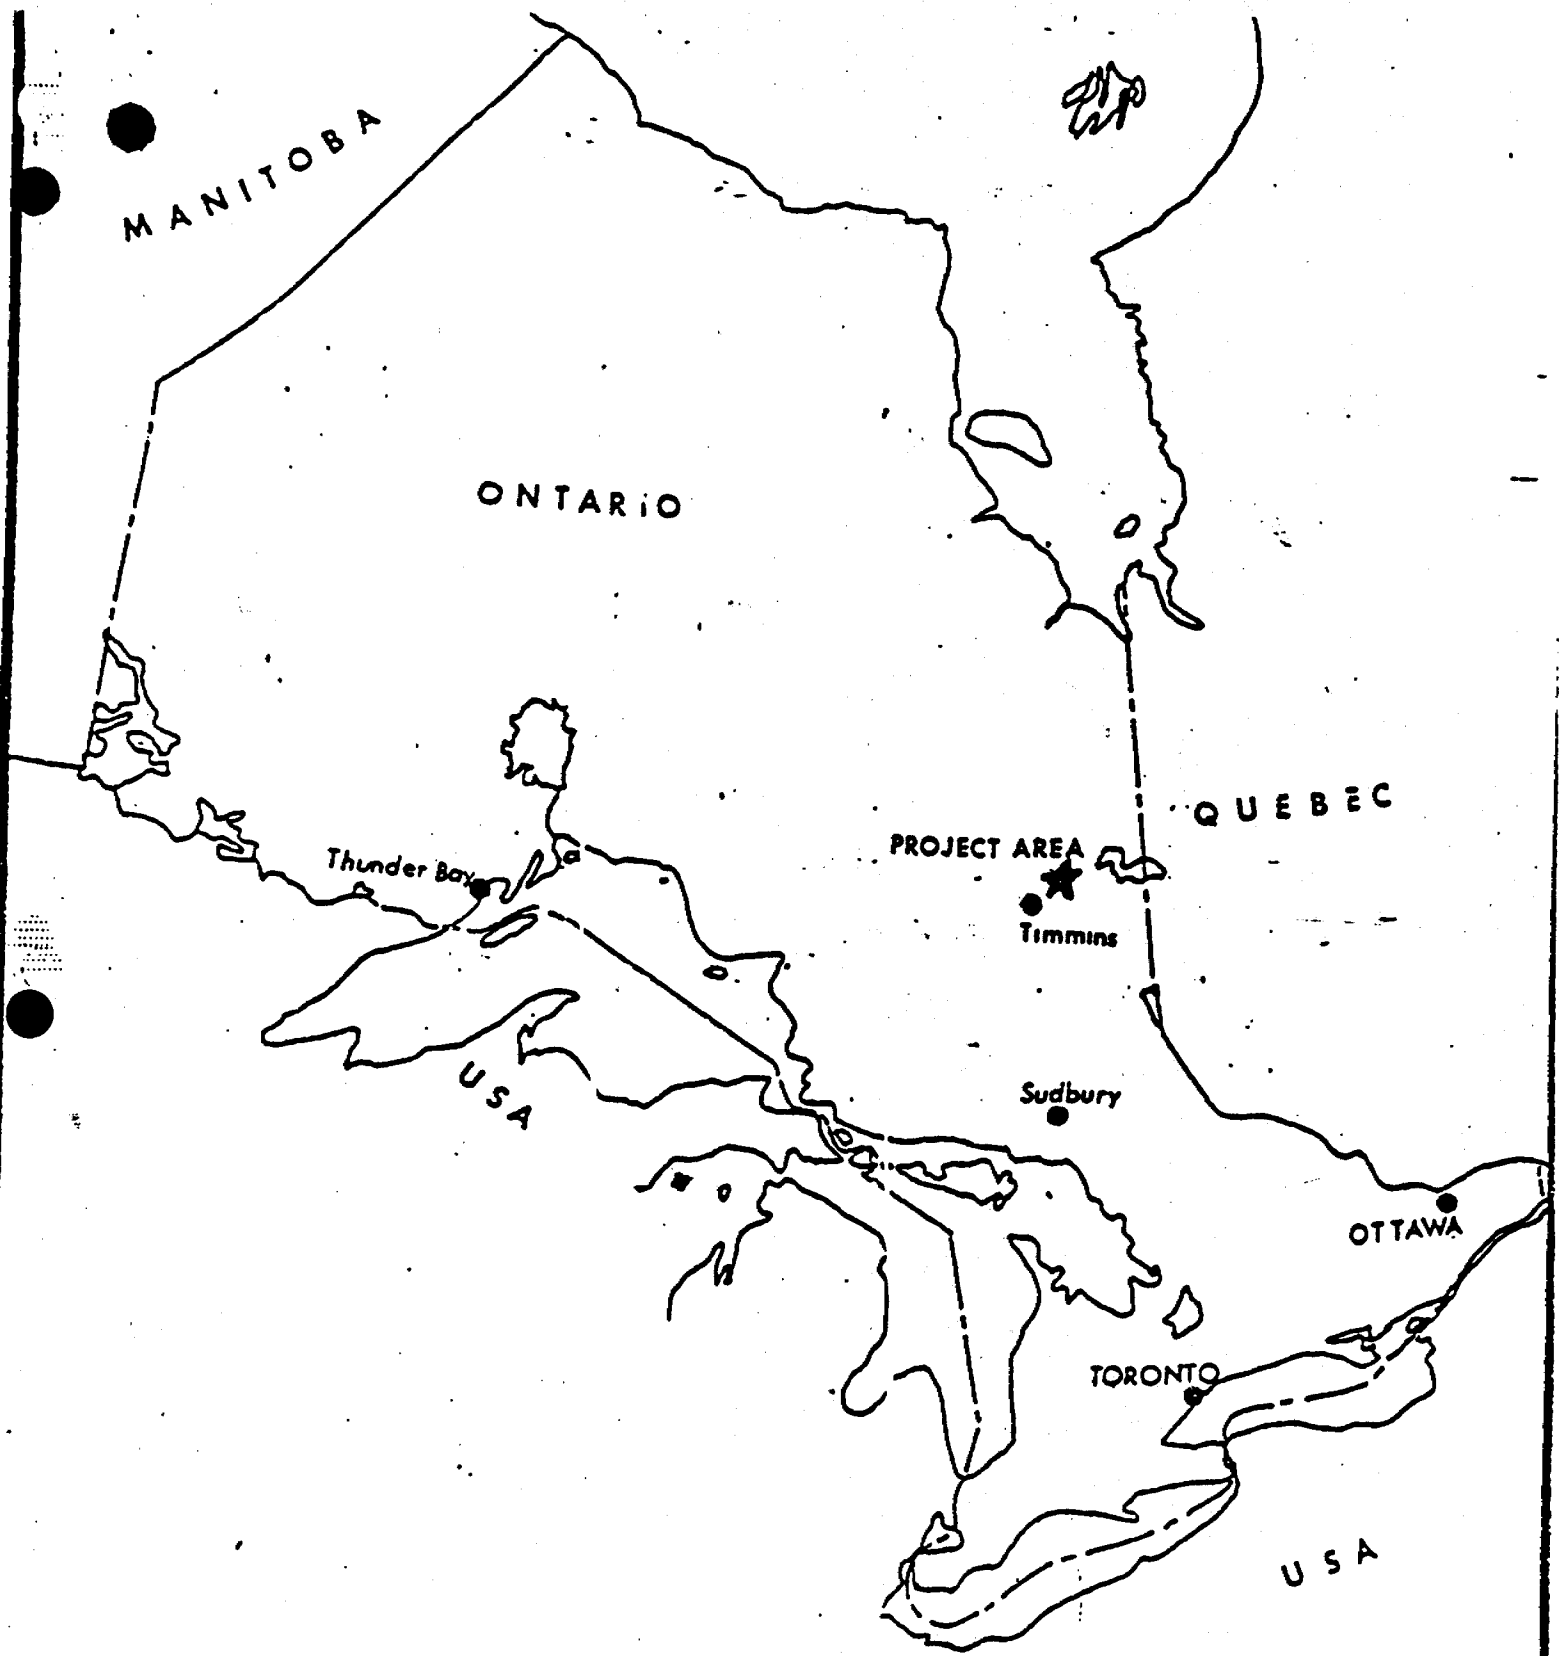 MANITOBA
ONTARiO
QUEBEC
PROJECT AREA
Thunder Bay
Timmins
USA
Sudbury
OTTAWA
TORONTO
USA